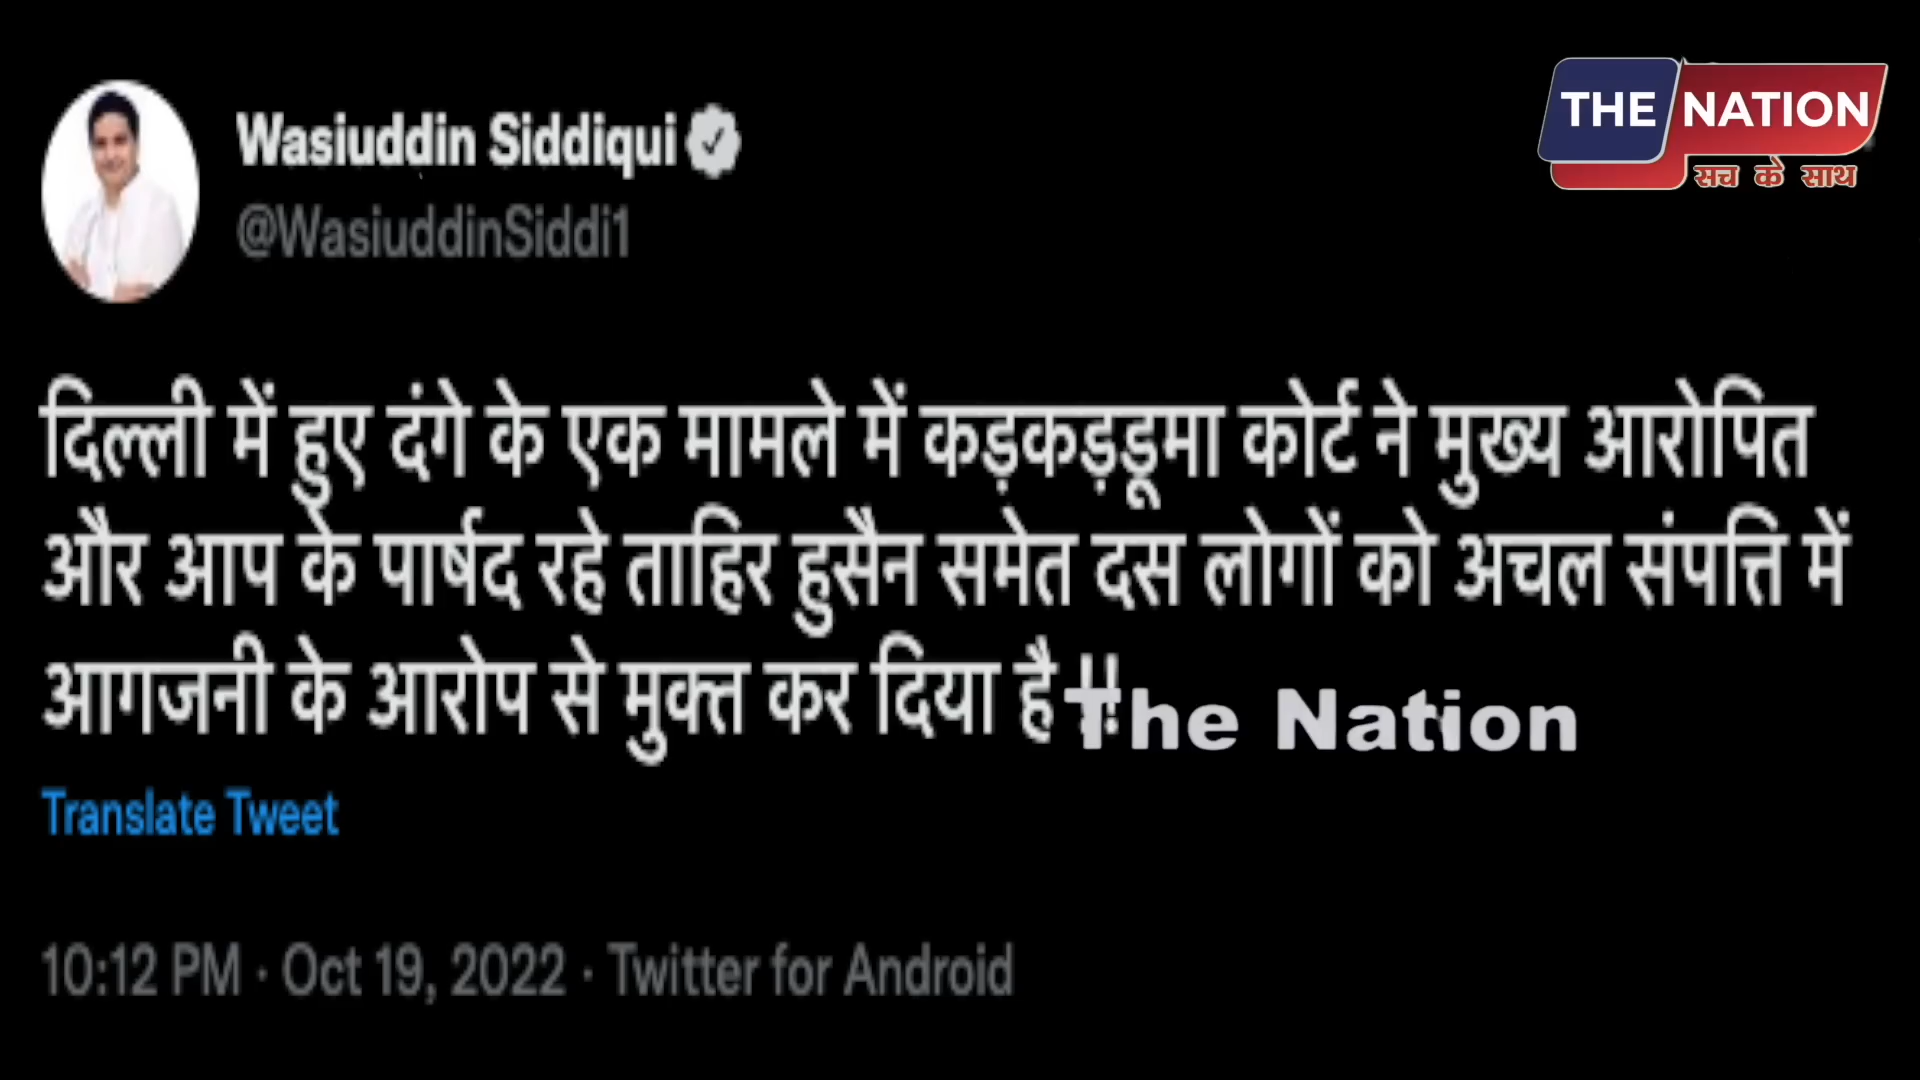 THE NATION
सच के साथ
Wasiuddin Siddiqui
@WasiuddinSiddi1
दिल्ली में हुए दंगे के एक मामले में कड़कड़डूमा कोर्ट ने मुख्य आरोपित
और आप के पार्षद रहे ताहिर हुसैन समेत दस लोगों को अचल संपत्ति में
आगजनी के आरोप से मुक्त कर दिया है !!
The Nation
Translate Tweet
10:12 PM · Oct 19, 2022 · Twitter for Android